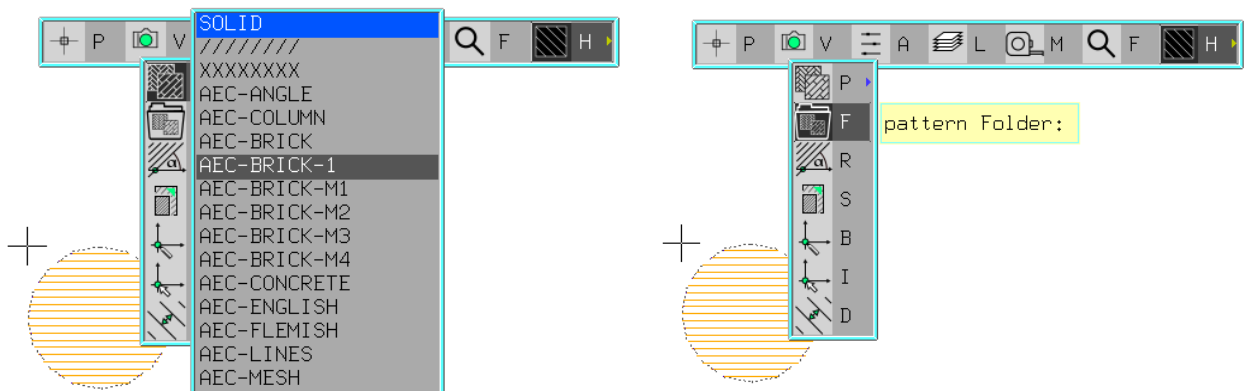 P V F H
SOLID
////////
XXXXXXXX
AEC-ANGLE
AEC-COLUMN
AEC-BRICK
AEC-BRICK-1
AEC-BRICK-M1
AEC-BRICK-M2
AEC-BRICK-M3
AEC-BRICK-M4
AEC-CONCRETE
AEC-ENGLISH
AEC-FLEMISH
AEC-LINES
AEC-MESH
P V A L M F H
P
F pattern Folder:
R
S
B
I
D